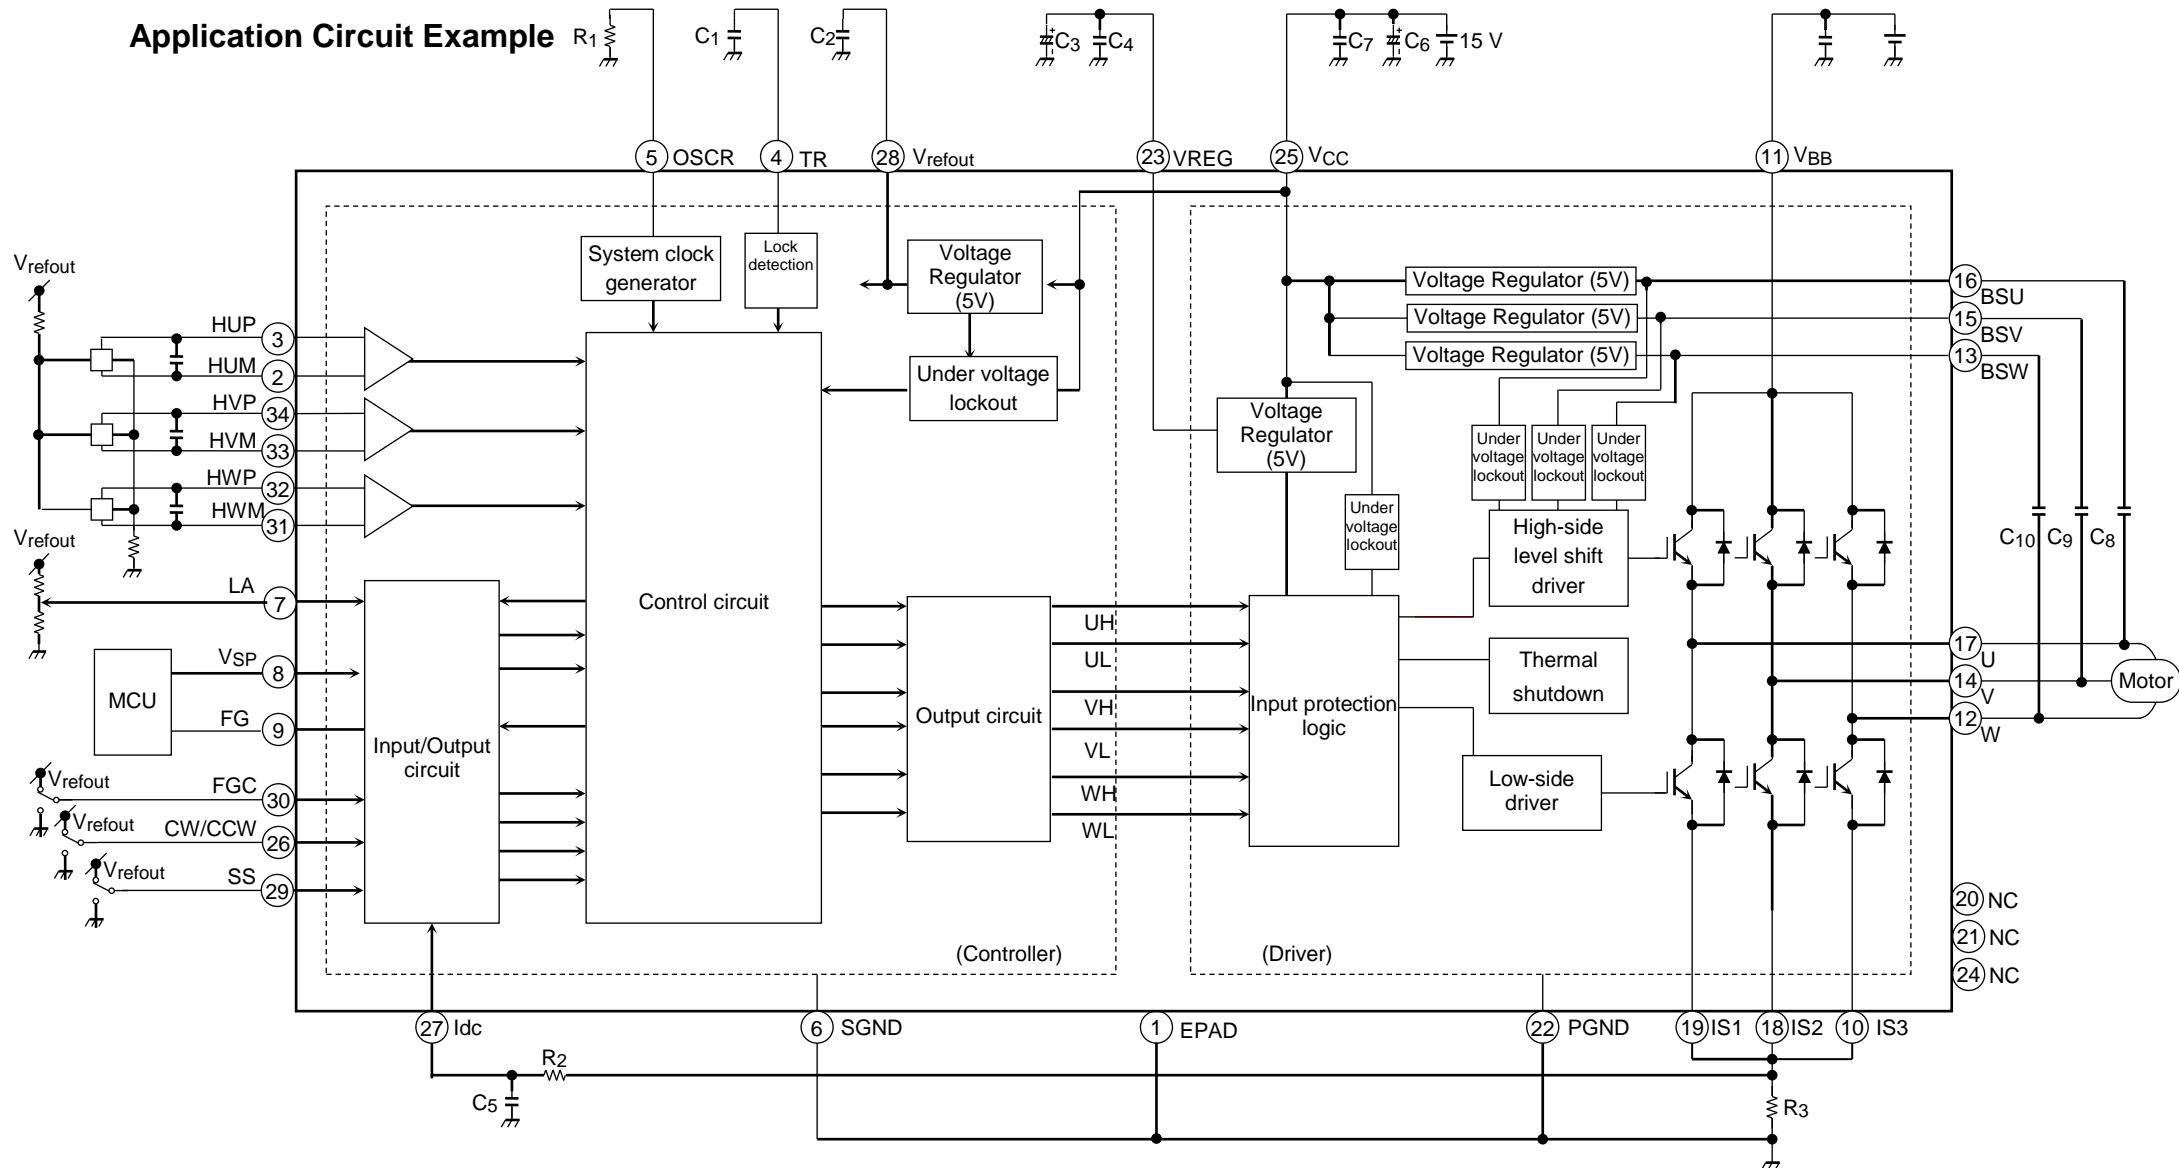 Application Circuit Example
R1
C1
C2
C3
C4
C7
C6
15 V
5
OSCR
4
TR
28
Vrefout
23
VREG
25
VCC
11
VBB
System clock
generator
Lock
detection
Voltage
Regulator
(5V)
Under voltage
lockout
Voltage Regulator (5V)
Voltage Regulator (5V)
Voltage Regulator (5V)
16
BSU
15
BSV
13
BSW
Vrefout
HUP
3
HUM
2
HVP
34
HVM
33
HWP
32
HWM
31
Vrefout
LA
7
VSP
8
MCU
FG
9
Vrefout
FGC
30
Vrefout
CW/CCW
26
Vrefout
SS
29
Input/Output
circuit
Control circuit
Output circuit
UH
UL
VH
VL
WH
WL
Voltage
Regulator
(5V)
Under
voltage
lockout
Under
voltage
lockout
Under
voltage
lockout
Under
voltage
lockout
High-side
level shift
driver
Input protection
logic
Thermal
shutdown
Low-side
driver
C10
C9
C8
17
U
14
V
12
W
Motor
20
NC
21
NC
24
NC
(Controller)
(Driver)
27
Idc
6
SGND
1
EPAD
22
PGND
19
IS1
18
IS2
10
IS3
R2
C5
R3